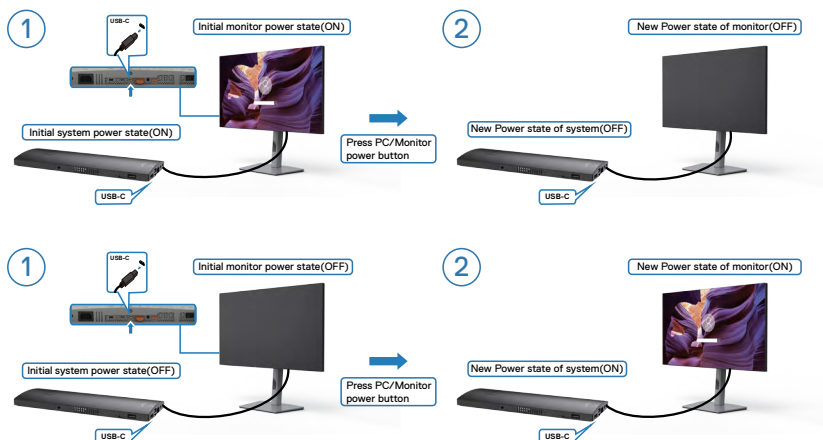 1
USB-C
Initial monitor power state(ON)
Initial system power state(ON)
USB-C
Press PC/Monitor
power button
2
New Power state of monitor(OFF)
New Power state of system(OFF)
USB-C
1
USB-C
Initial monitor power state(OFF)
Initial system power state(OFF)
USB-C
Press PC/Monitor
power button
2
New Power state of monitor(ON)
New Power state of system(ON)
USB-C